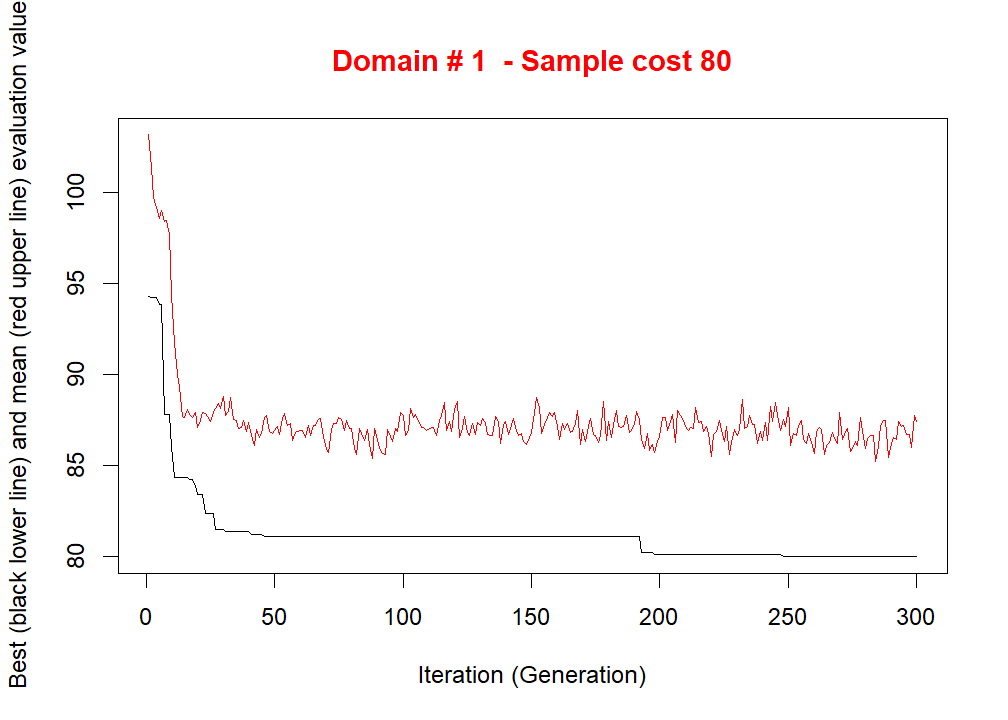 Domain # 1  - Sample cost 80
Best (black lower line) and mean (red upper line) evaluation value
100
95
90
85
80
0 50 100 150 200 250 300
Iteration (Generation)